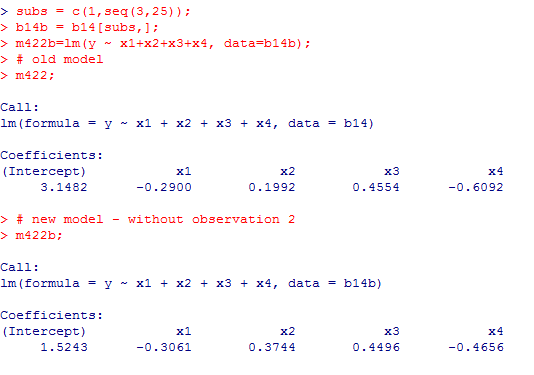 > subs = c(1,seq(3,25));
> b14b = b14[subs,];
> m422b=lm(y ~ x1+x2+x3+x4, data=b14b);
> # old model
> m422;
Call:
lm(formula = y ~ x1 + x2 + x3 + x4, data = b14)
Coefficients:
(Intercept) x1 x2 x3 x4
3.1482 -0.2900 0.1992 0.4554 -0.6092
> # new model - without observation 2
> m422b;
Call:
lm(formula = y ~ x1 + x2 + x3 + x4, data = b14b)
Coefficients:
(Intercept) x1 x2 x3 x4
1.5243 -0.3061 0.3744 0.4496 -0.4656